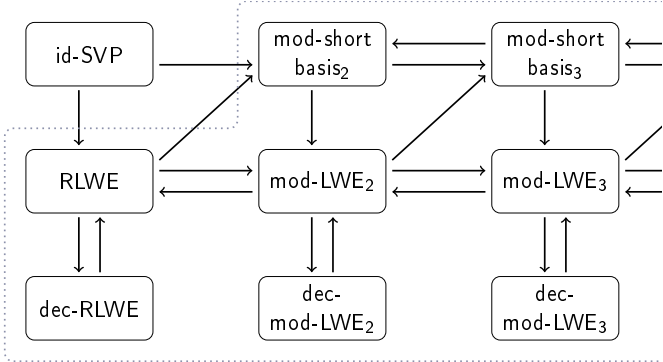 id-SVP
mod-short
basis₂
mod-short
basis₃
RLWE
mod-LWE₂
mod-LWE₃
dec-RLWE
dec-
mod-LWE₂
dec-
mod-LWE₃